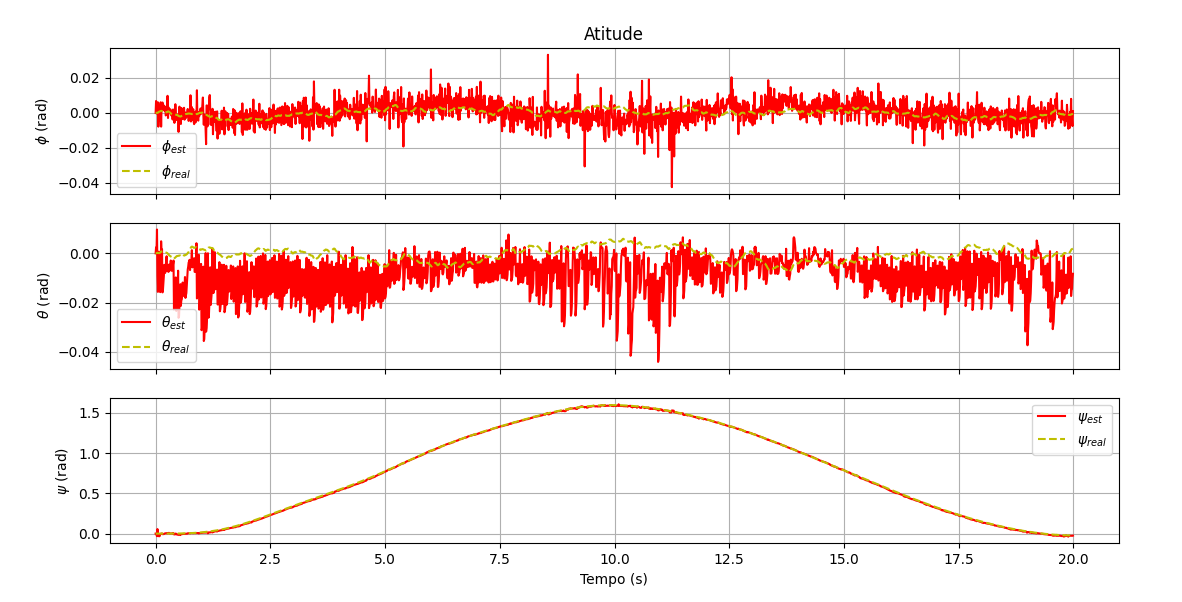 Atitude
0.02
0.00
−0.02
−0.04
ϕ (rad)
ϕest
ϕreal
0.00
−0.02
−0.04
θ (rad)
θest
θreal
1.5
1.0
0.5
0.0
ψ (rad)
ψest
ψreal
0.0 2.5 5.0 7.5 10.0 12.5 15.0 17.5 20.0
Tempo (s)